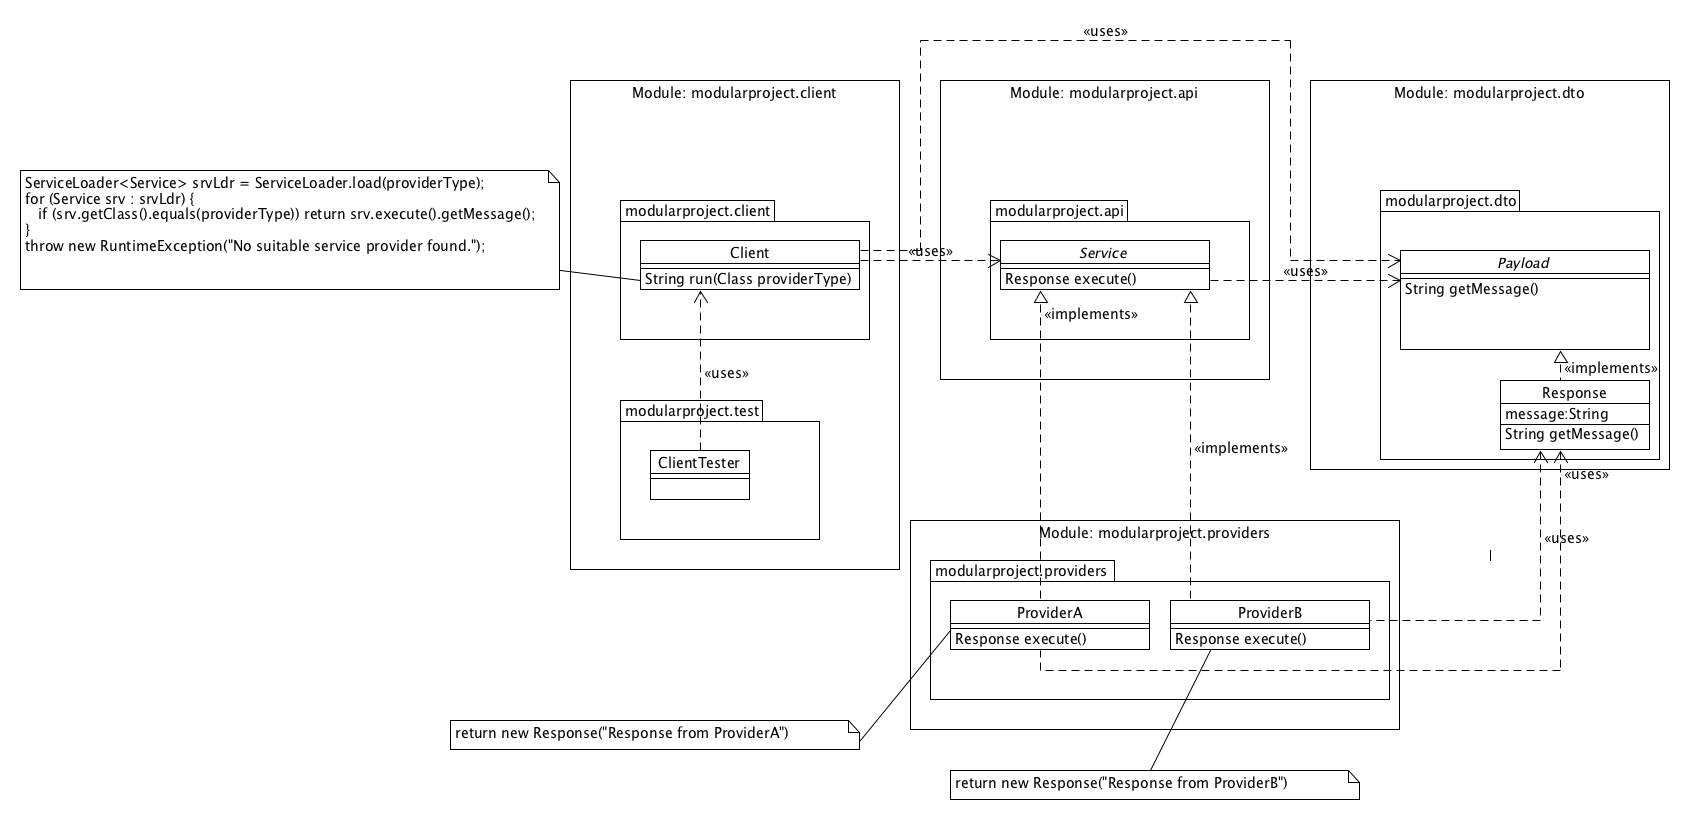 «uses»
Module: modularproject.client
Module: modularproject.api
Module: modularproject.dto
ServiceLoader<Service> srvLdr = ServiceLoader.load(providerType);
for (Service srv : srvLdr) {
if (srv.getClass().equals(providerType)) return srv.execute().getMessage();
}
throw new RuntimeException("No suitable service provider found.");
modularproject.client
Client
String run(Class providerType)
«uses»
modularproject.api
Service
Response execute()
«uses»
modularproject.dto
Payload
String getMessage()
«implements»
«implements»
Response
message:String
String getMessage()
«uses»
modularproject.test
ClientTester
«implements»
«uses»
«uses»
Module: modularproject.providers
modularproject.providers
ProviderA
Response execute()
ProviderB
Response execute()
return new Response("Response from ProviderA")
return new Response("Response from ProviderB")